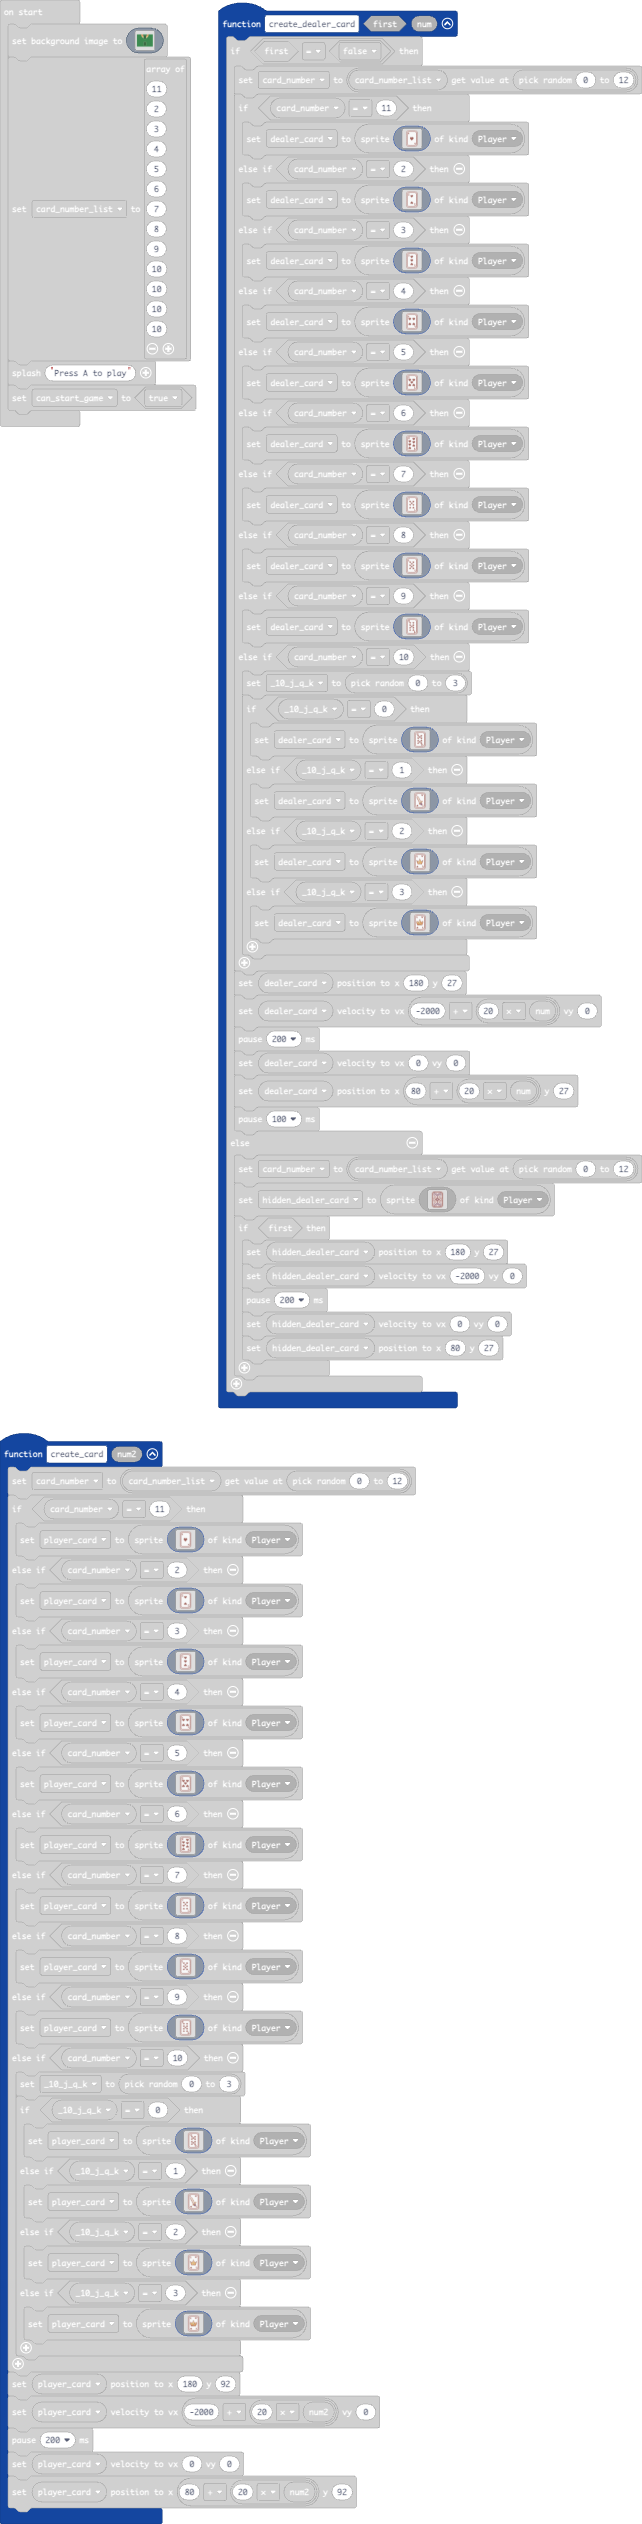 on start
set background image to
array of
11
2
3
4
5
6
set card_number_list to 7
8
9
10
10
10
10
splash "Press A to play"
set can_start_game to true
function create_dealer_card first num
if first = false then
set card_number to card_number_list get value at pick random 0 to 12
if card_number = 11 then
set dealer_card to sprite of kind Player
else if card_number = 2 then
set dealer_card to sprite of kind Player
else if card_number = 3 then
set dealer_card to sprite of kind Player
else if card_number = 4 then
set dealer_card to sprite of kind Player
else if card_number = 5 then
set dealer_card to sprite of kind Player
else if card_number = 6 then
set dealer_card to sprite of kind Player
else if card_number = 7 then
set dealer_card to sprite of kind Player
else if card_number = 8 then
set dealer_card to sprite of kind Player
else if card_number = 9 then
set dealer_card to sprite of kind Player
else if card_number = 10 then
set _10_j_q_k to pick random 0 to 3
if _10_j_q_k = 0 then
set dealer_card to sprite of kind Player
else if _10_j_q_k = 1 then
set dealer_card to sprite of kind Player
else if _10_j_q_k = 2 then
set dealer_card to sprite of kind Player
else if _10_j_q_k = 3 then
set dealer_card to sprite of kind Player
set dealer_card position to x 180 y 27
set dealer_card velocity to vx -2000 + 20 × num vy 0
pause 200 ms
set dealer_card velocity to vx 0 vy 0
set dealer_card position to x 80 + 20 × num y 27
pause 100 ms
else
set card_number to card_number_list get value at pick random 0 to 12
set hidden_dealer_card to sprite of kind Player
if first then
set hidden_dealer_card position to x 180 y 27
set hidden_dealer_card velocity to vx -2000 vy 0
pause 200 ms
set hidden_dealer_card velocity to vx 0 vy 0
set hidden_dealer_card position to x 80 y 27
function create_card num2
set card_number to card_number_list get value at pick random 0 to 12
if card_number = 11 then
set player_card to sprite of kind Player
else if card_number = 2 then
set player_card to sprite of kind Player
else if card_number = 3 then
set player_card to sprite of kind Player
else if card_number = 4 then
set player_card to sprite of kind Player
else if card_number = 5 then
set player_card to sprite of kind Player
else if card_number = 6 then
set player_card to sprite of kind Player
else if card_number = 7 then
set player_card to sprite of kind Player
else if card_number = 8 then
set player_card to sprite of kind Player
else if card_number = 9 then
set player_card to sprite of kind Player
else if card_number = 10 then
set _10_j_q_k to pick random 0 to 3
if _10_j_q_k = 0 then
set player_card to sprite of kind Player
else if _10_j_q_k = 1 then
set player_card to sprite of kind Player
else if _10_j_q_k = 2 then
set player_card to sprite of kind Player
else if _10_j_q_k = 3 then
set player_card to sprite of kind Player
set player_card position to x 180 y 92
set player_card velocity to vx -2000 + 20 × num2 vy 0
pause 200 ms
set player_card velocity to vx 0 vy 0
set player_card position to x 80 + 20 × num2 y 92